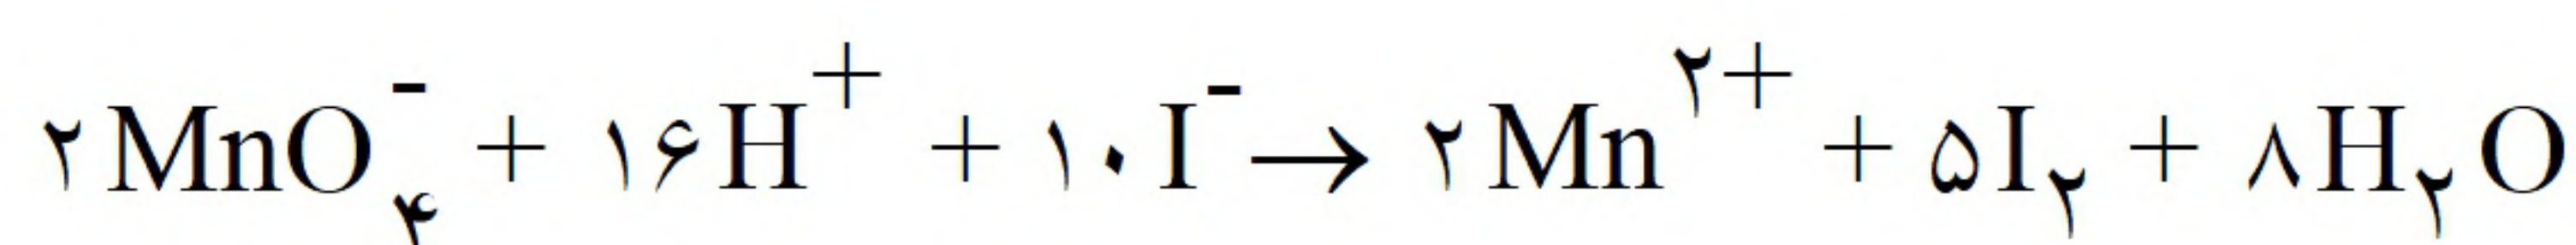 ۲MnO₄⁻ + ۱۶H⁺ + ۱۰I⁻ → ۲Mn²⁺ + ۵I₂ + ۸H₂O